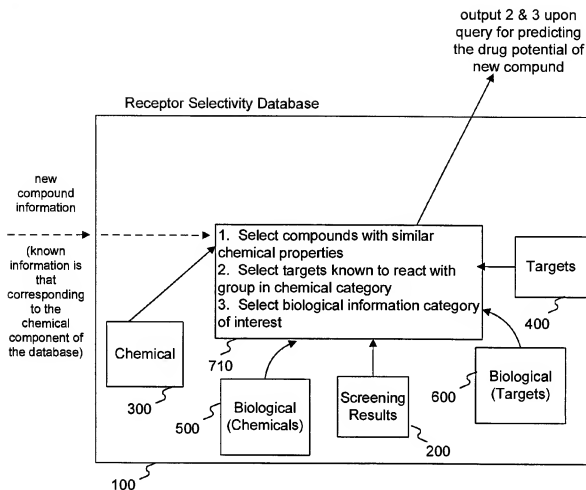 output 2 & 3 upon
query for predicting
the drug potential of
new compund
Receptor Selectivity Database
new
compound
information
(known
information is
that
corresponding
to the
chemical
component of
the database)
1. Select compounds with similar
chemical properties
2. Select targets known to react with
group in chemical category
3. Select biological information category
of interest
710
Targets
400
Chemical
300
Biological
(Chemicals)
500
Screening
Results
200
Biological
(Targets)
600
100